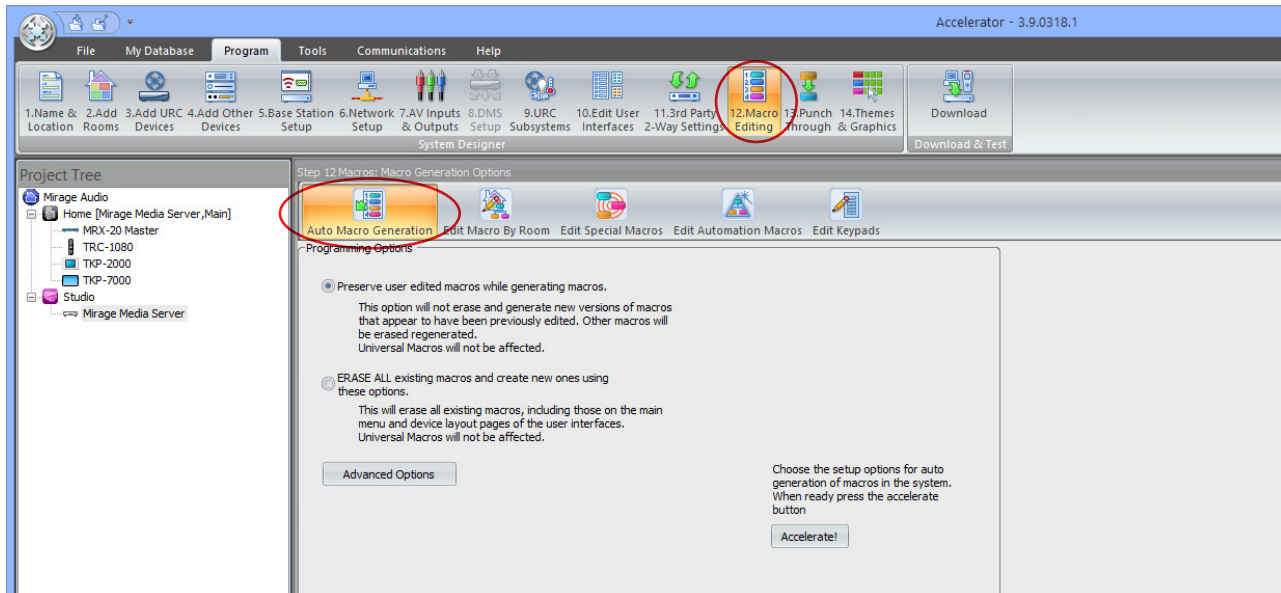 Accelerator - 3.9.0318.1
File My Database Program Tools Communications Help
1.Name & Location
2.Add Rooms
3.Add URC Devices
4.Add Other Devices
5.Base Station Setup
6.Network Setup
7.AV Inputs & Outputs
8.DMS Setup
9.URC Subsystems
10.Edit User Interfaces
11.3rd Party 2-Way Settings
12.Macro Editing
13.Punch Through
14.Themes & Graphics
Download
System Designer
Download & Test
Project Tree
Mirage Audio
Home [Mirage Media Server,Main]
MRX-20 Master
TRC-1080
TKP-2000
TKP-7000
Studio
Mirage Media Server
Step 12 Macros: Macro Generation Options
Auto Macro Generation Edit Macro By Room Edit Special Macros Edit Automation Macros Edit Keypads
Programming Options
Preserve user edited macros while generating macros.
This option will not erase and generate new versions of macros
that appear to have been previously edited. Other macros will
be erased regenerated.
Universal Macros will not be affected.
ERASE ALL existing macros and create new ones using
these options.
This will erase all existing macros, including those on the main
menu and device layout pages of the user interfaces.
Universal Macros will not be affected.
Advanced Options
Choose the setup options for auto
generation of macros in the system.
When ready press the accelerate
button
Accelerate!